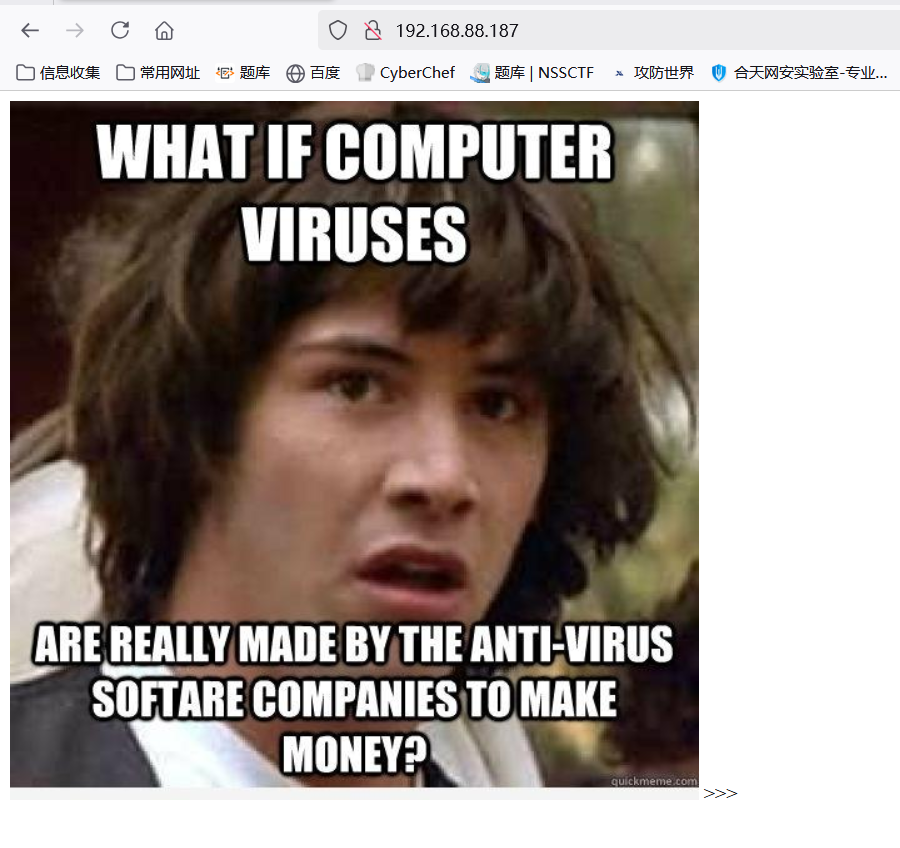 192.168.88.187
信息收集 常用网址 题库 百度 CyberChef 题库 | NSSCTF 攻防世界 合天网安实验室-专业...
WHAT IF COMPUTER
VIRUSES
ARE REALLY MADE BY THE ANTI-VIRUS
SOFTARE COMPANIES TO MAKE
MONEY?
quickmeme.com
>>>